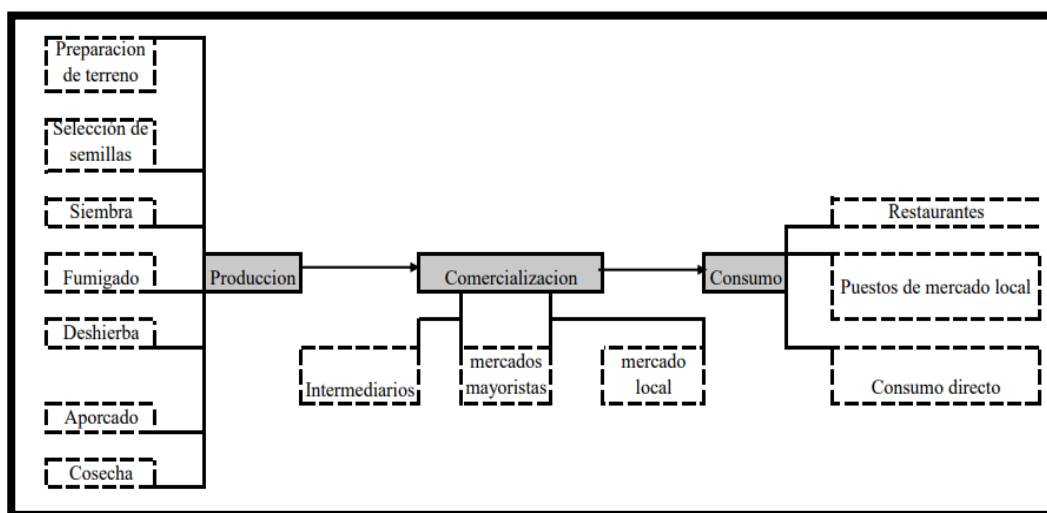 Preparacion
de terreno
Selección de
semillas
Siembra
Fumigado
Deshierba
Aporcado
Cosecha
Produccion
Comercializacion
Intermediarios
mercados
mayoristas
mercado
local
Consumo
Restaurantes
Puestos de mercado local
Consumo directo